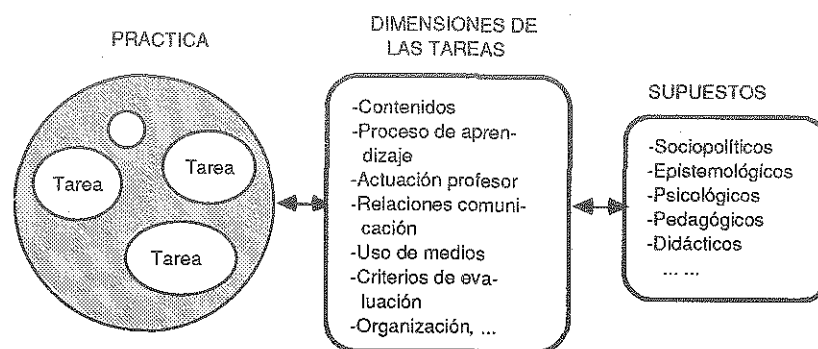 PRACTICA
Tarea
Tarea
Tarea
DIMENSIONES DE
LAS TAREAS
-Contenidos
-Proceso de apren-
dizaje
-Actuación profesor
-Relaciones comuni-
cación
-Uso de medios
-Criterios de eva-
luación
-Organización, ...
SUPUESTOS
-Sociopolíticos
-Epistemológicos
-Psicológicos
-Pedagógicos
-Didácticos
... ...